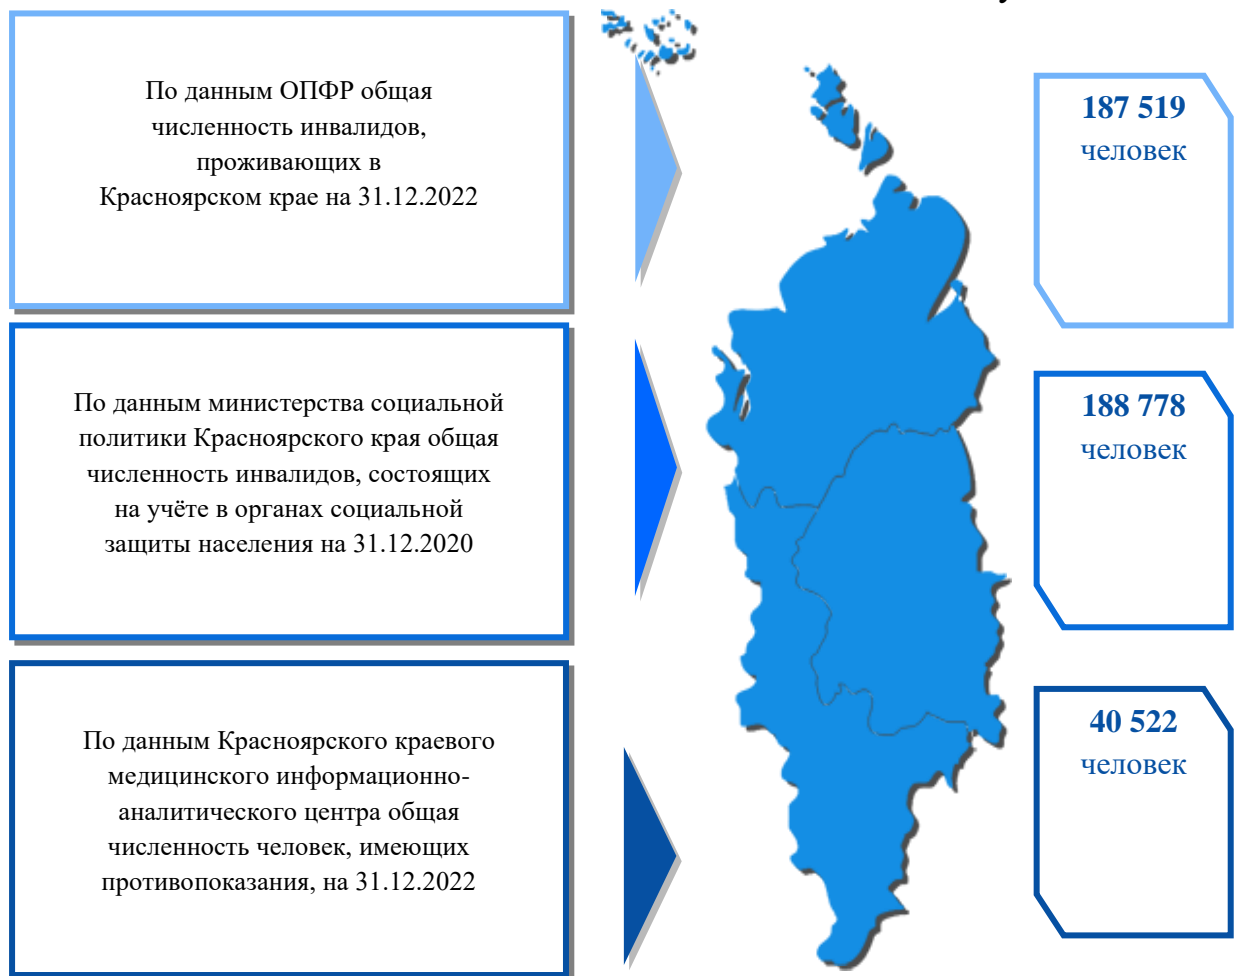 По данным ОПФР общая
численность инвалидов,
проживающих в
Красноярском крае на 31.12.2022
187 519
человек
По данным министерства социальной
политики Красноярского края общая
численность инвалидов, состоящих
на учёте в органах социальной
защиты населения на 31.12.2020
188 778
человек
По данным Красноярского краевого
медицинского информационно-
аналитического центра общая
численность человек, имеющих
противопоказания, на 31.12.2022
40 522
человек